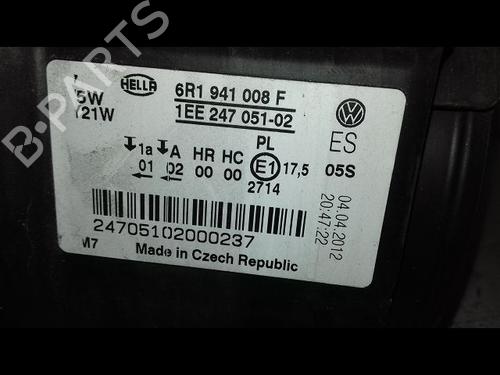 HELLA
6R1 941 008 F
1EE 247 051-02
5W
21W
PL
ES
1a A HR HC E1 17,5 05S
01 02 00 00
2714
24705102000237
M7 Made in Czech Republic
04.04.2012
20:47:22
B-PARTS